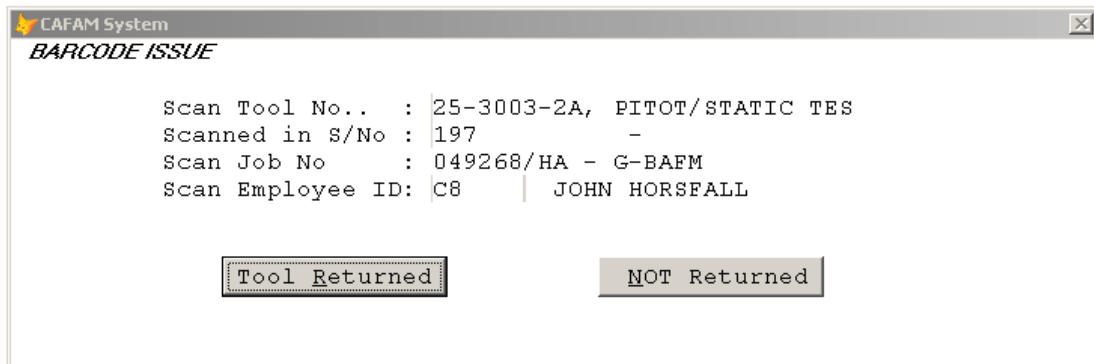 CAFAM System
BARCODE ISSUE
Scan Tool No.. : 25-3003-2A, PITOT/STATIC TES
Scanned in S/No : 197 -
Scan Job No : 049268/HA - G-BAFM
Scan Employee ID: C8 JOHN HORSFALL
Tool Returned NOT Returned